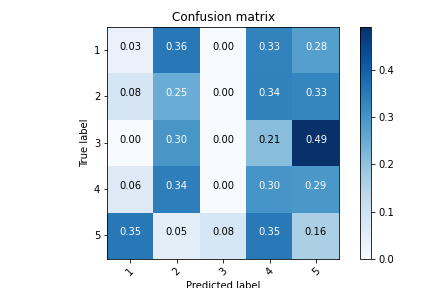 Confusion matrix
1 0.03 0.36 0.00 0.33 0.28
2 0.08 0.25 0.00 0.34 0.33
3 0.00 0.30 0.00 0.21 0.49
4 0.06 0.34 0.00 0.30 0.29
5 0.35 0.05 0.08 0.35 0.16
1 2 3 4 5
True label
Predicted label
0.4
0.3
0.2
0.1
0.0